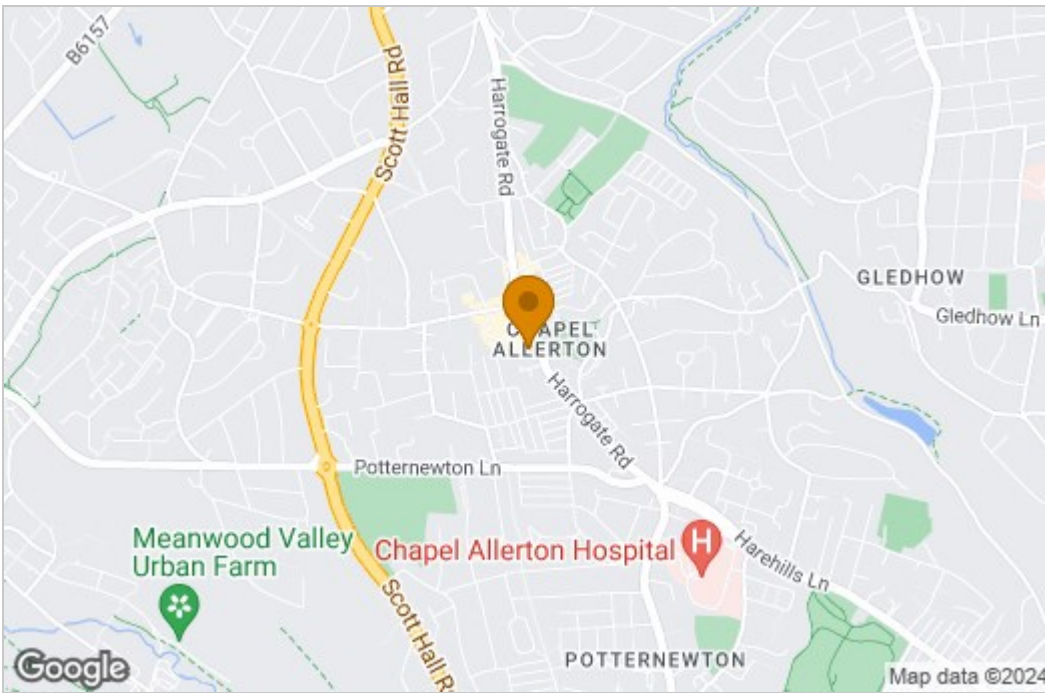 B6157
Scott Hall Rd
Harrogate Rd
GLEDHOW
Gledhow Ln
CHAPEL
ALLERTON
Harrogate Rd
Potternewton Ln
Meanwood Valley
Urban Farm
Chapel Allerton Hospital
H
Harehills Ln
Scott Hall Rd
POTTERNEWTON
Google
Map data ©2024